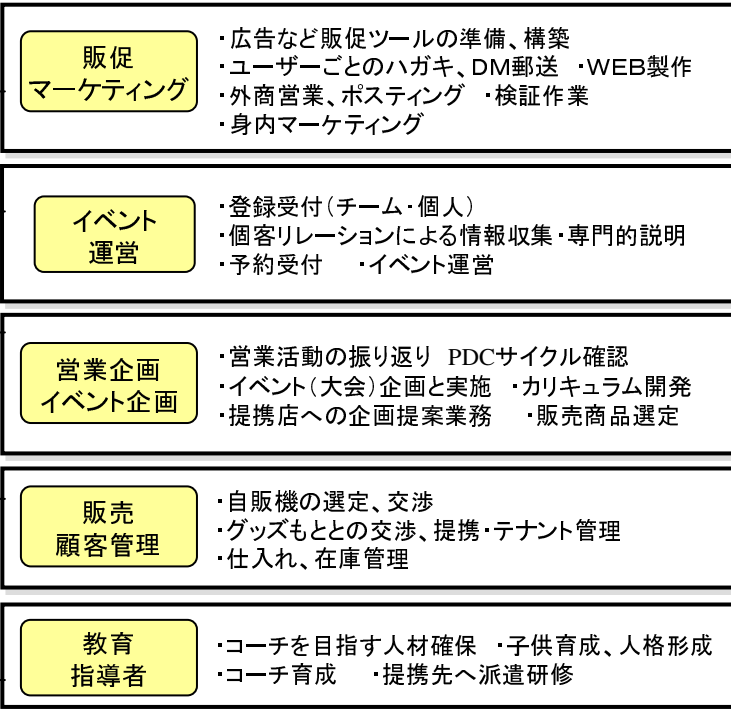 販促
マーケティング
・広告など販促ツールの準備、構築
・ユーザーごとのハガキ、DM郵送　・WEB製作
・外商営業、ポスティング　・検証作業
・身内マーケティング
イベント
運営
・登録受付（チーム・個人）
・個客リレーションによる情報収集・専門的説明
・予約受付　・イベント運営
営業企画
イベント企画
・営業活動の振り返り　PDCサイクル確認
・イベント（大会）企画と実施　・カリキュラム開発
・提携店への企画提案業務　・販売商品選定
販売
顧客管理
・自販機の選定、交渉
・グッズもととの交渉、提携・テナント管理
・仕入れ、在庫管理
教育
指導者
・コーチを目指す人材確保　・子供育成、人格形成
・コーチ育成　・提携先へ派遣研修